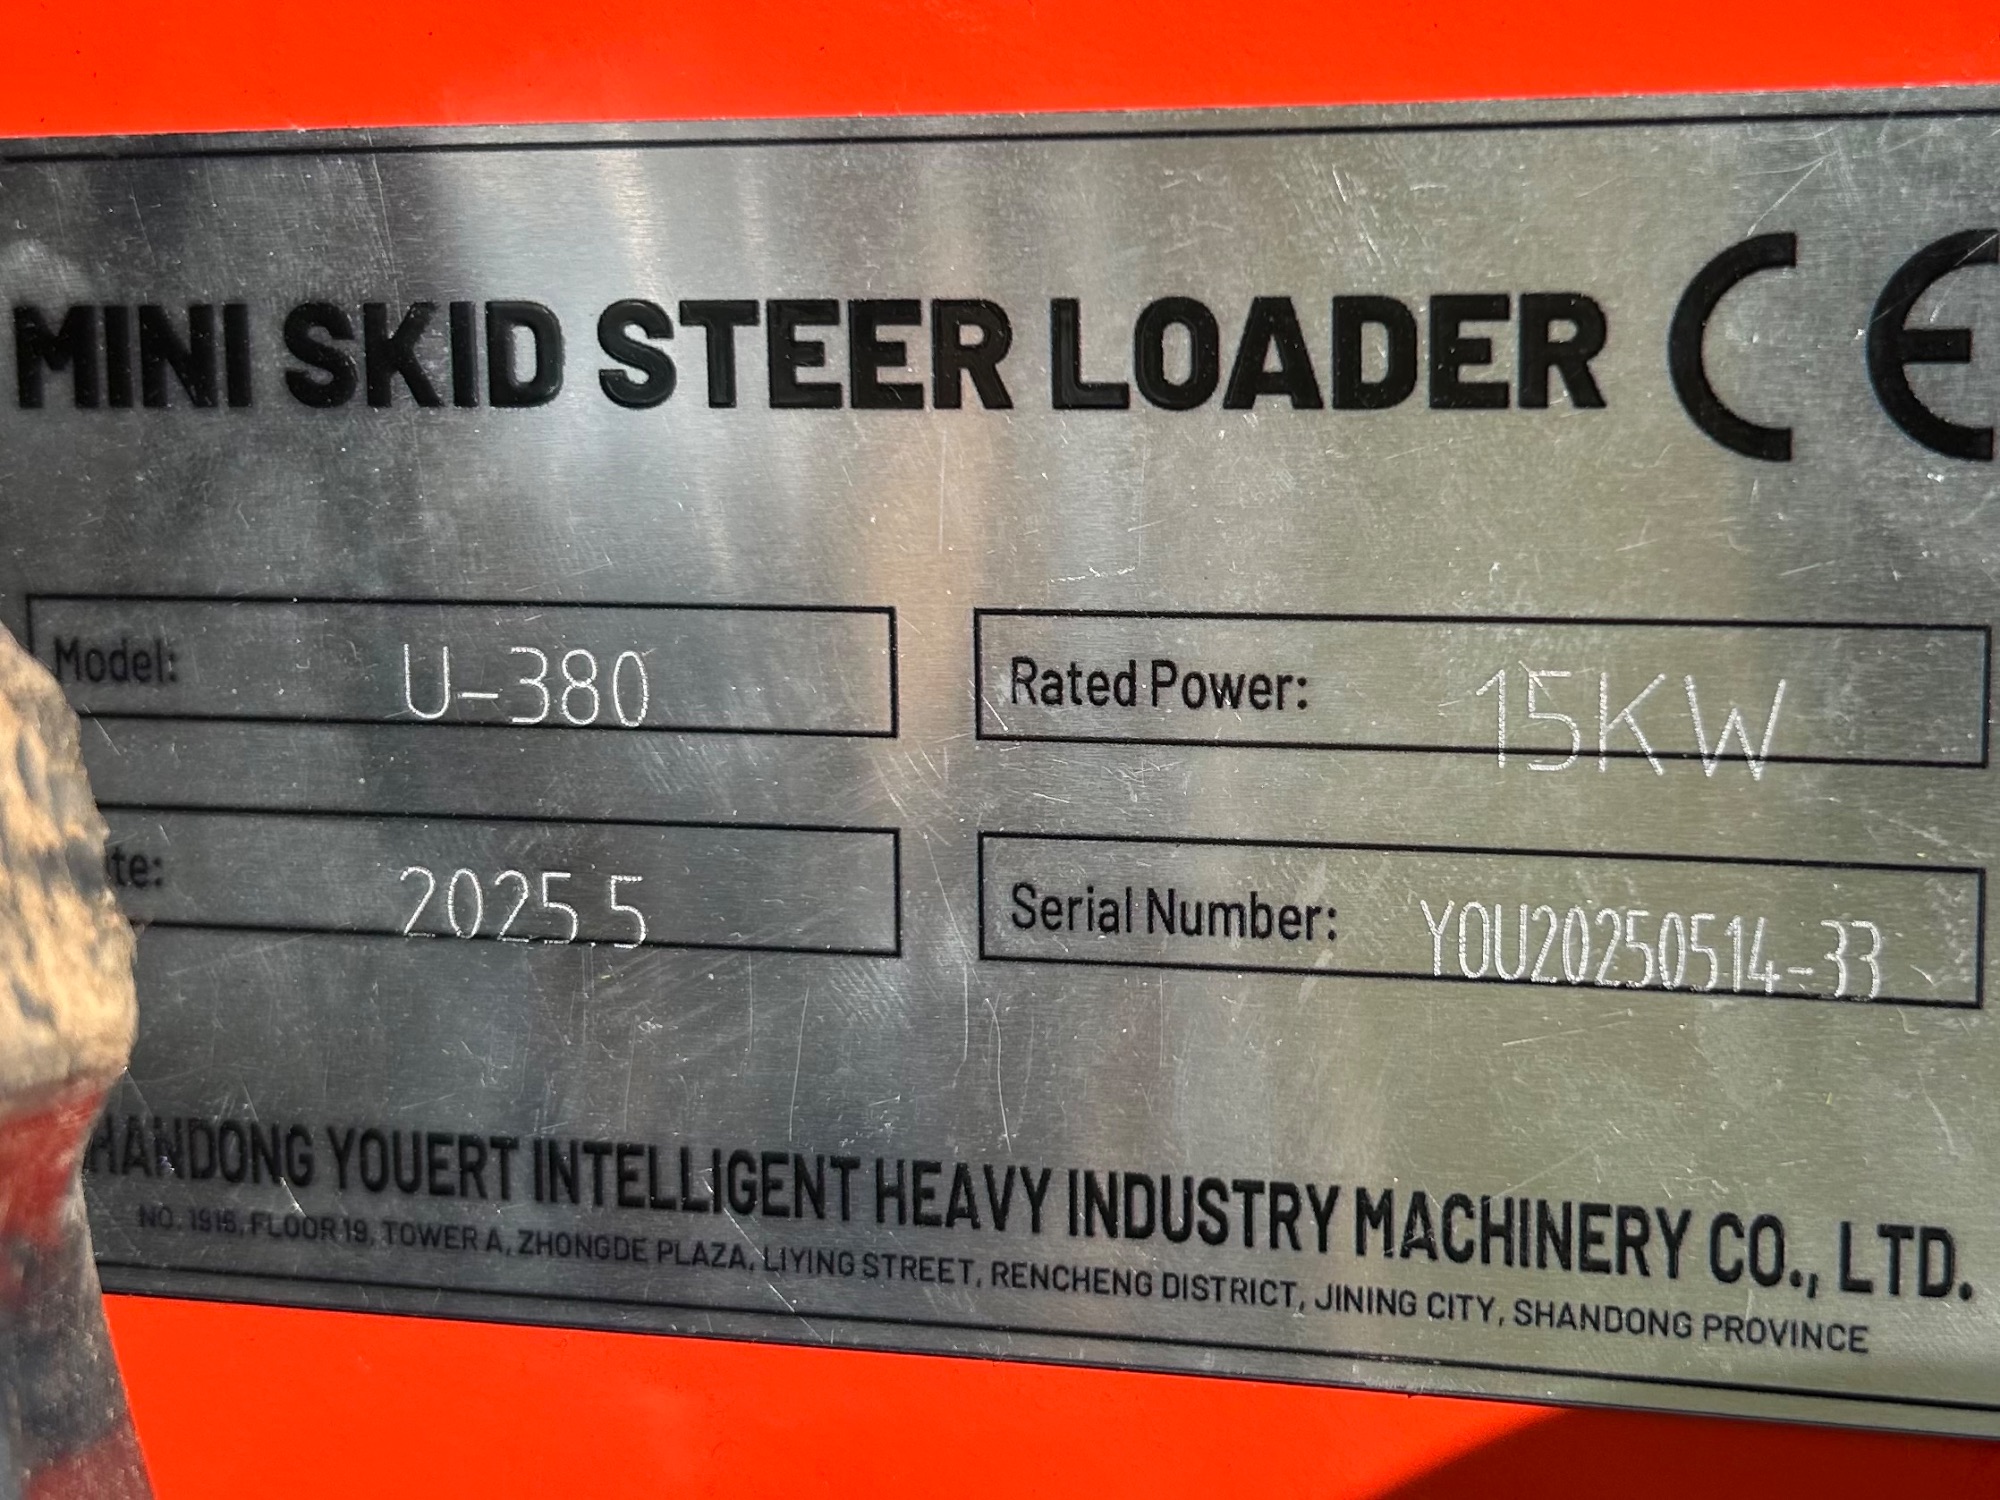 MINI SKID STEER LOADER CE
Model: U-380
Rated Power: 15KW
te: 2025.5
Serial Number: YOU20250514-33
HANDONG YOUERT INTELLIGENT HEAVY INDUSTRY MACHINERY CO., LTD.
NO. 1916, FLOOR 19, TOWER A, ZHONGDE PLAZA, LIYING STREET, RENCHENG DISTRICT, JINING CITY, SHANDONG PROVINCE